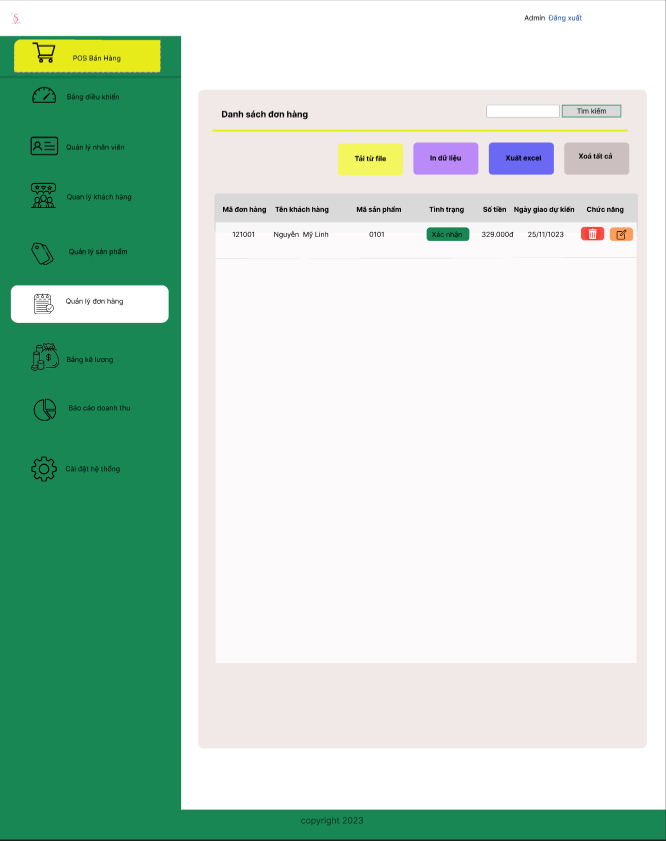 S
Admin Đăng xuất
POS Bán Hàng
Bảng điều khiển
Quản lý nhân viên
Quan lý khách hàng
Quản lý sản phẩm
Quản lý đơn hàng
Bảng kê lương
Báo cáo doanh thu
Cài đặt hệ thống
Danh sách đơn hàng
Tìm kiếm
Tải từ file
In dữ liệu
Xuất excel
Xoá tất cả
Mã đơn hàng Tên khách hàng Mã sản phẩm Tình trạng Số tiền Ngày giao dự kiến Chức năng
121001 Nguyễn Mỹ Linh 0101 Xác nhận 329.000đ 25/11/1023
copyright 2023